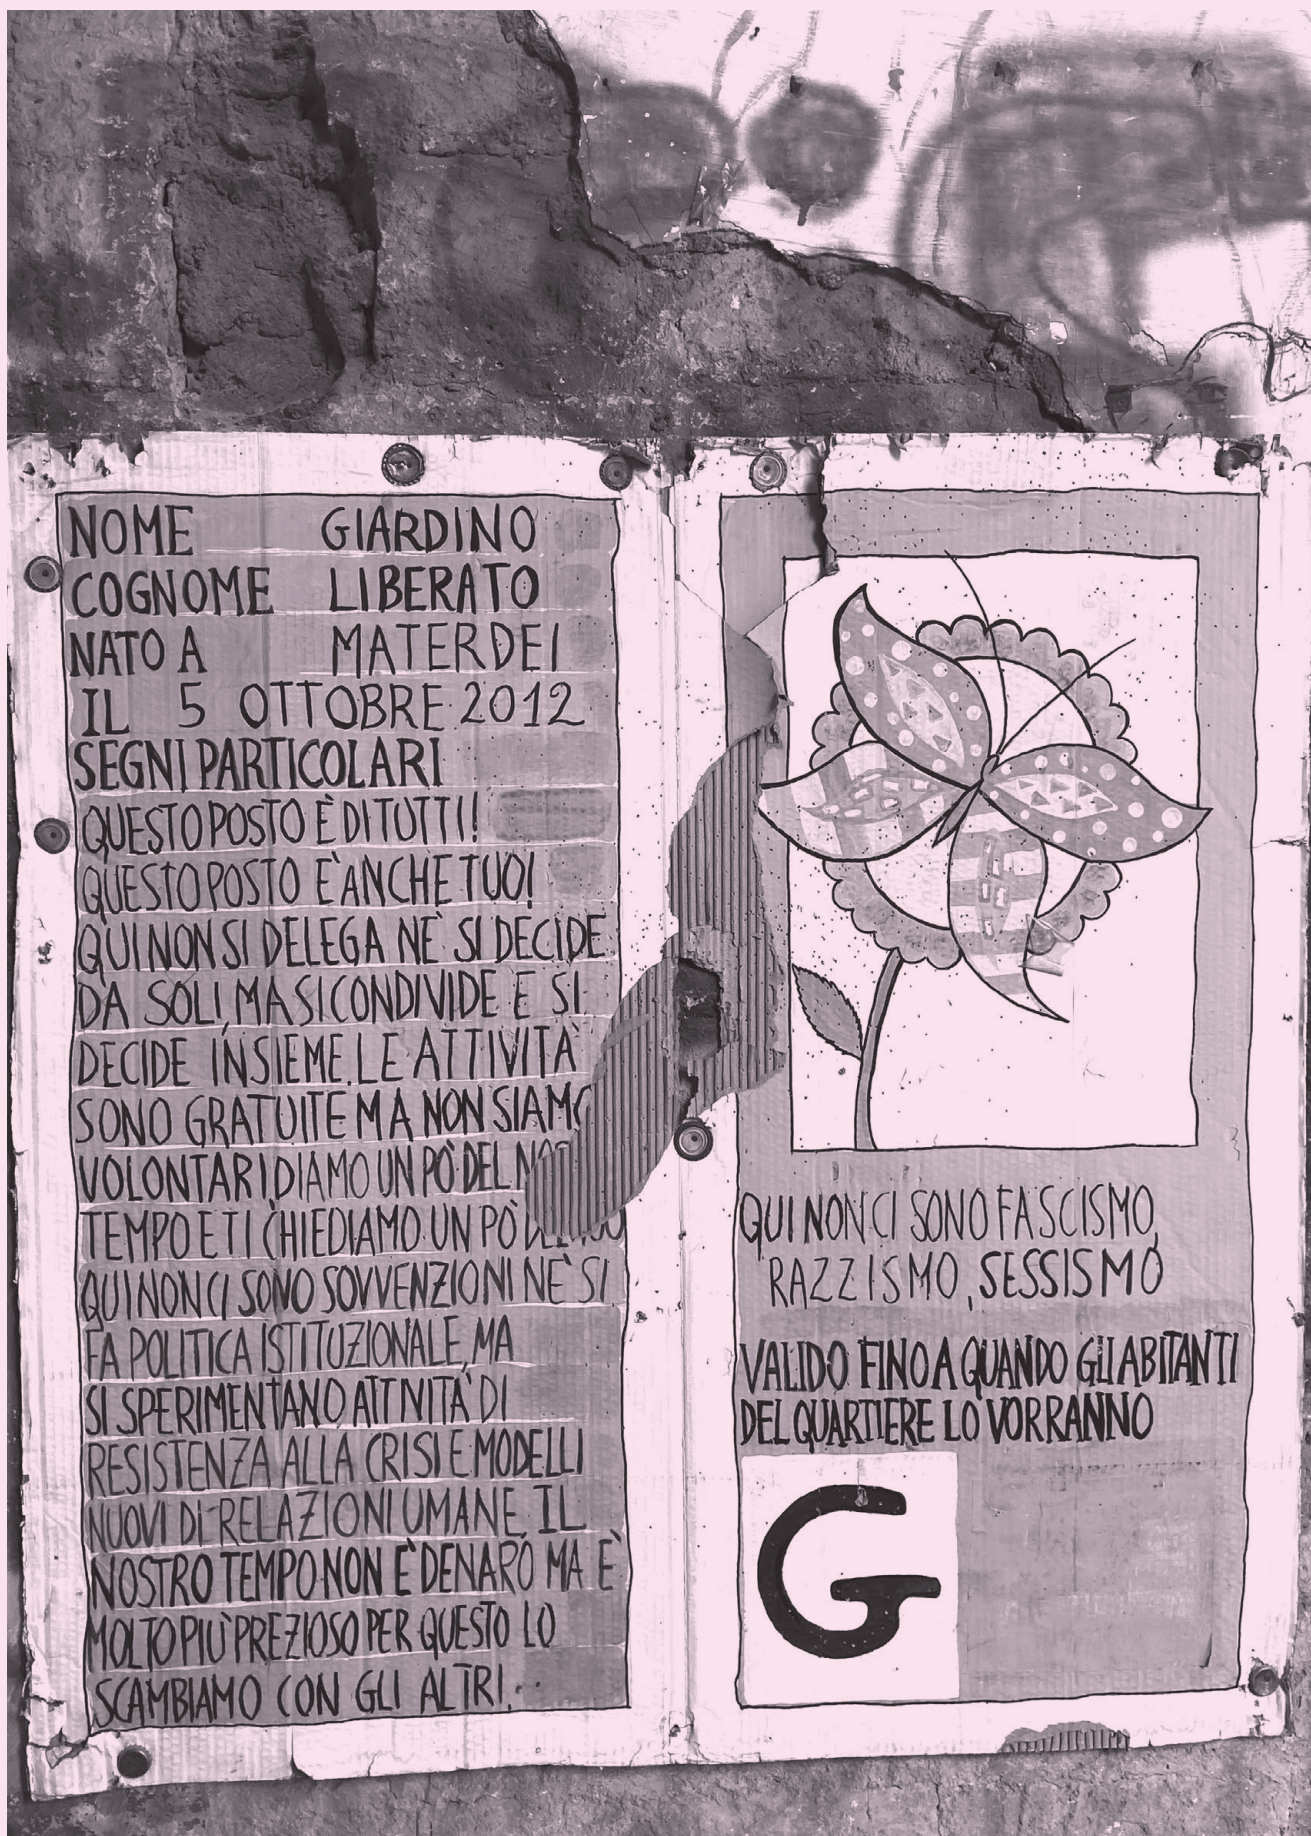 NOME GIARDINO
COGNOME LIBERATO
NATO A MATERDEI
IL 5 OTTOBRE 2012
SEGNI PARTICOLARI
QUESTO POSTO È DI TUTTI!
QUESTO POSTO È ANCHE TUO!
QUI NON SI DELEGA NÈ SI DECIDE
DA SOLI, MA SI CONDIVIDE E SI
DECIDE INSIEME. LE ATTIVITÀ
SONO GRATUITE MA NON SIAMO
VOLONTARI DIAMO UN PÒ DEL
TEMPO E TI CHIEDIAMO UN PÒ
QUI NON CI SONO SOVVENZIONI NÈ SI
FA POLITICA ISTITUZIONALE, MA
SI SPERIMENTANO ATTIVITÀ DI
RESISTENZA ALLA CRISI E MODELLI
NUOVI DI RELAZIONI UMANE. IL
NOSTRO TEMPO NON È DENARO MA È
MOLTO PIÙ PREZIOSO PER QUESTO LO
SCAMBIAMO CON GLI ALTRI...
QUI NON CI SONO FASCISMO,
RAZZISMO, SESSISMO
VALIDO FINO A QUANDO GLI ABITANTI
DEL QUARTIERE LO VORRANNO
G